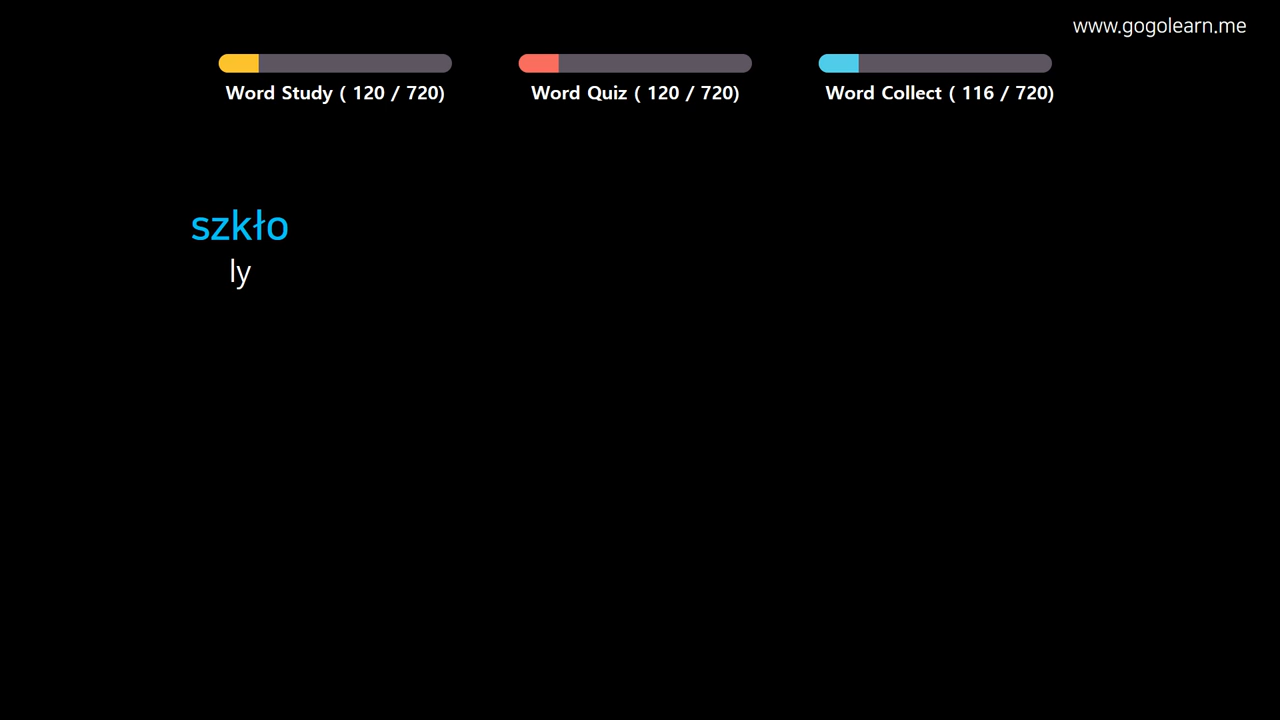 www.gogolearn.me
Word Study ( 120 / 720)
Word Quiz ( 120 / 720)
Word Collect ( 116 / 720)
szkło
ly